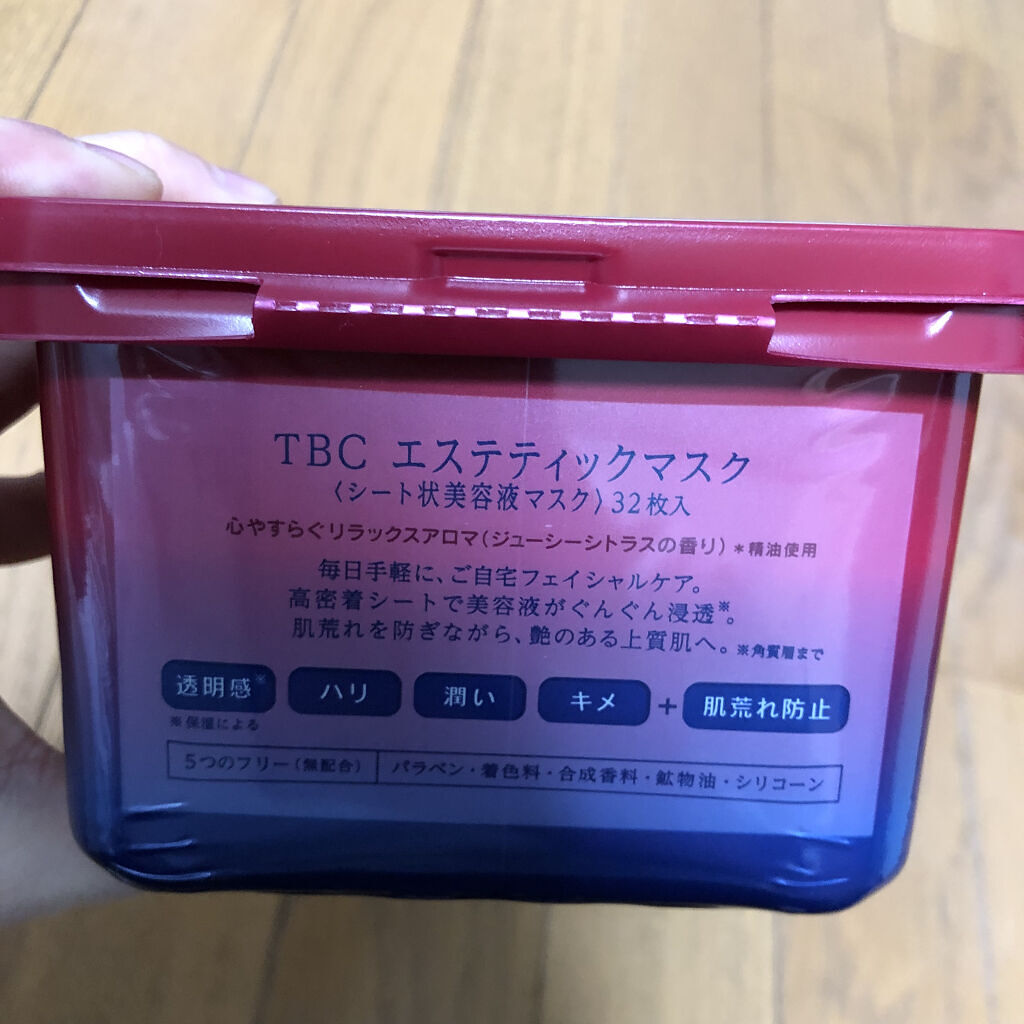 TBC エステティックマスク
〈シート状美容液マスク〉32枚入
心やすらぐリラックスアロマ(ジューシーシトラスの香り)＊精油使用
毎日手軽に、ご自宅フェイシャルケア。
高密着シートで美容液がぐんぐん浸透※。
肌荒れを防ぎながら、艶のある上質肌へ。※角質層まで
透明感※ ハリ 潤い キメ + 肌荒れ防止
※保湿による
5つのフリー(無配合) パラベン・着色料・合成香料・鉱物油・シリコーン